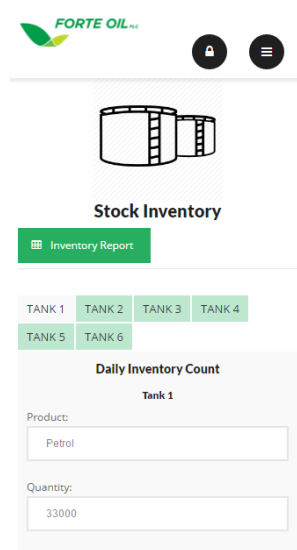 FORTE OIL PLC
Stock Inventory
Inventory Report
TANK 1 TANK 2 TANK 3 TANK 4
TANK 5 TANK 6
Daily Inventory Count
Tank 1
Product:
Petrol
Quantity:
33000